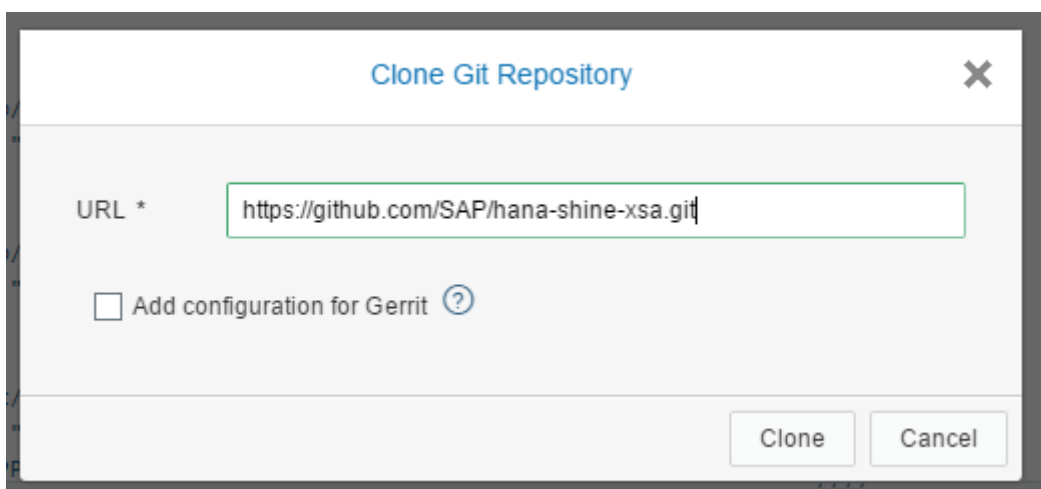 Clone Git Repository
URL *
https://github.com/SAP/hana-shine-xsa.git
Add configuration for Gerrit ?
Clone
Cancel